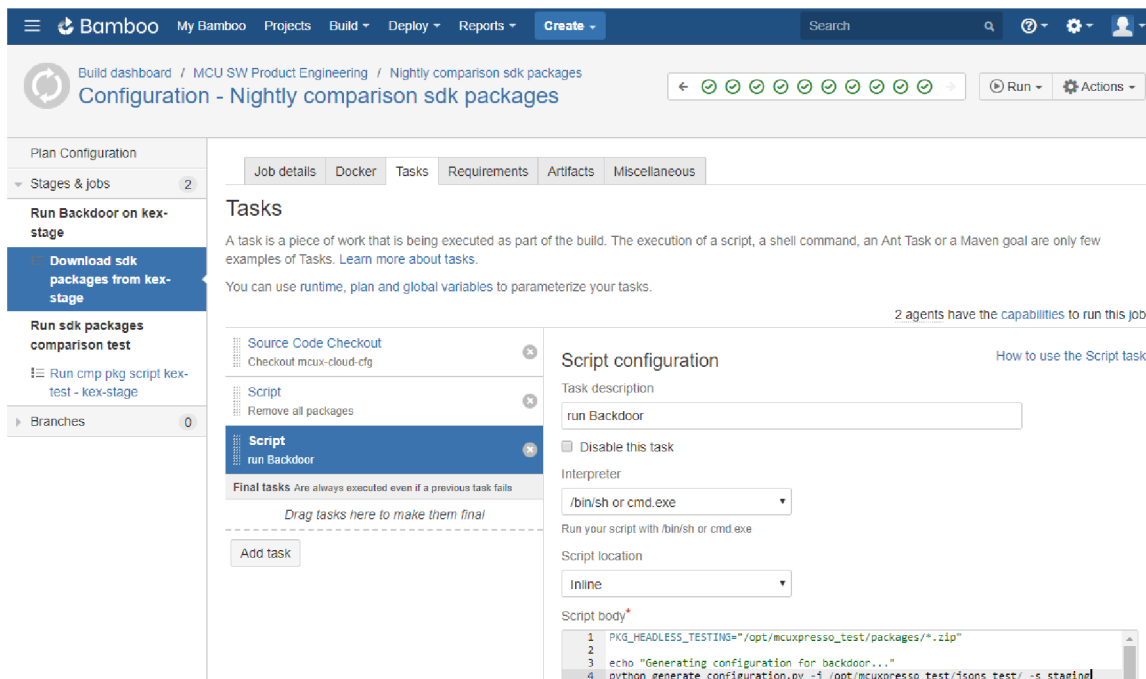 Bamboo My Bamboo Projects Build Deploy Reports Create Search
Build dashboard / MCU SW Product Engineering / Nightly comparison sdk packages
Configuration - Nightly comparison sdk packages
Run Actions
Plan Configuration
Stages & jobs 2
Run Backdoor on kex-
stage
Download sdk
packages from kex-
stage
Run sdk packages
comparison test
Run cmp pkg script kex-
test - kex-stage
Branches 0
Job details Docker Tasks Requirements Artifacts Miscellaneous
Tasks
A task is a piece of work that is being executed as part of the build. The execution of a script, a shell command, an Ant Task or a Maven goal are only few
examples of Tasks. Learn more about tasks.
You can use runtime, plan and global variables to parameterize your tasks.
2 agents have the capabilities to run this job
Source Code Checkout
Checkout mcux-cloud-cfg
Script
Remove all packages
Script
run Backdoor
Final tasks Are always executed even if a previous task fails
Drag tasks here to make them final
Add task
Script configuration
How to use the Script task
Task description
run Backdoor
Disable this task
Interpreter
/bin/sh or cmd.exe
Run your script with /bin/sh or cmd.exe
Script location
Inline
Script body*
1 PKG_HEADLESS_TESTING="/opt/mcuxpresso_test/packages/*.zip"
2
3 echo "Generating configuration for backdoor..."
4 python generate_configuration.py -j /opt/mcuxpresso_test/jsons_test/ -s staging